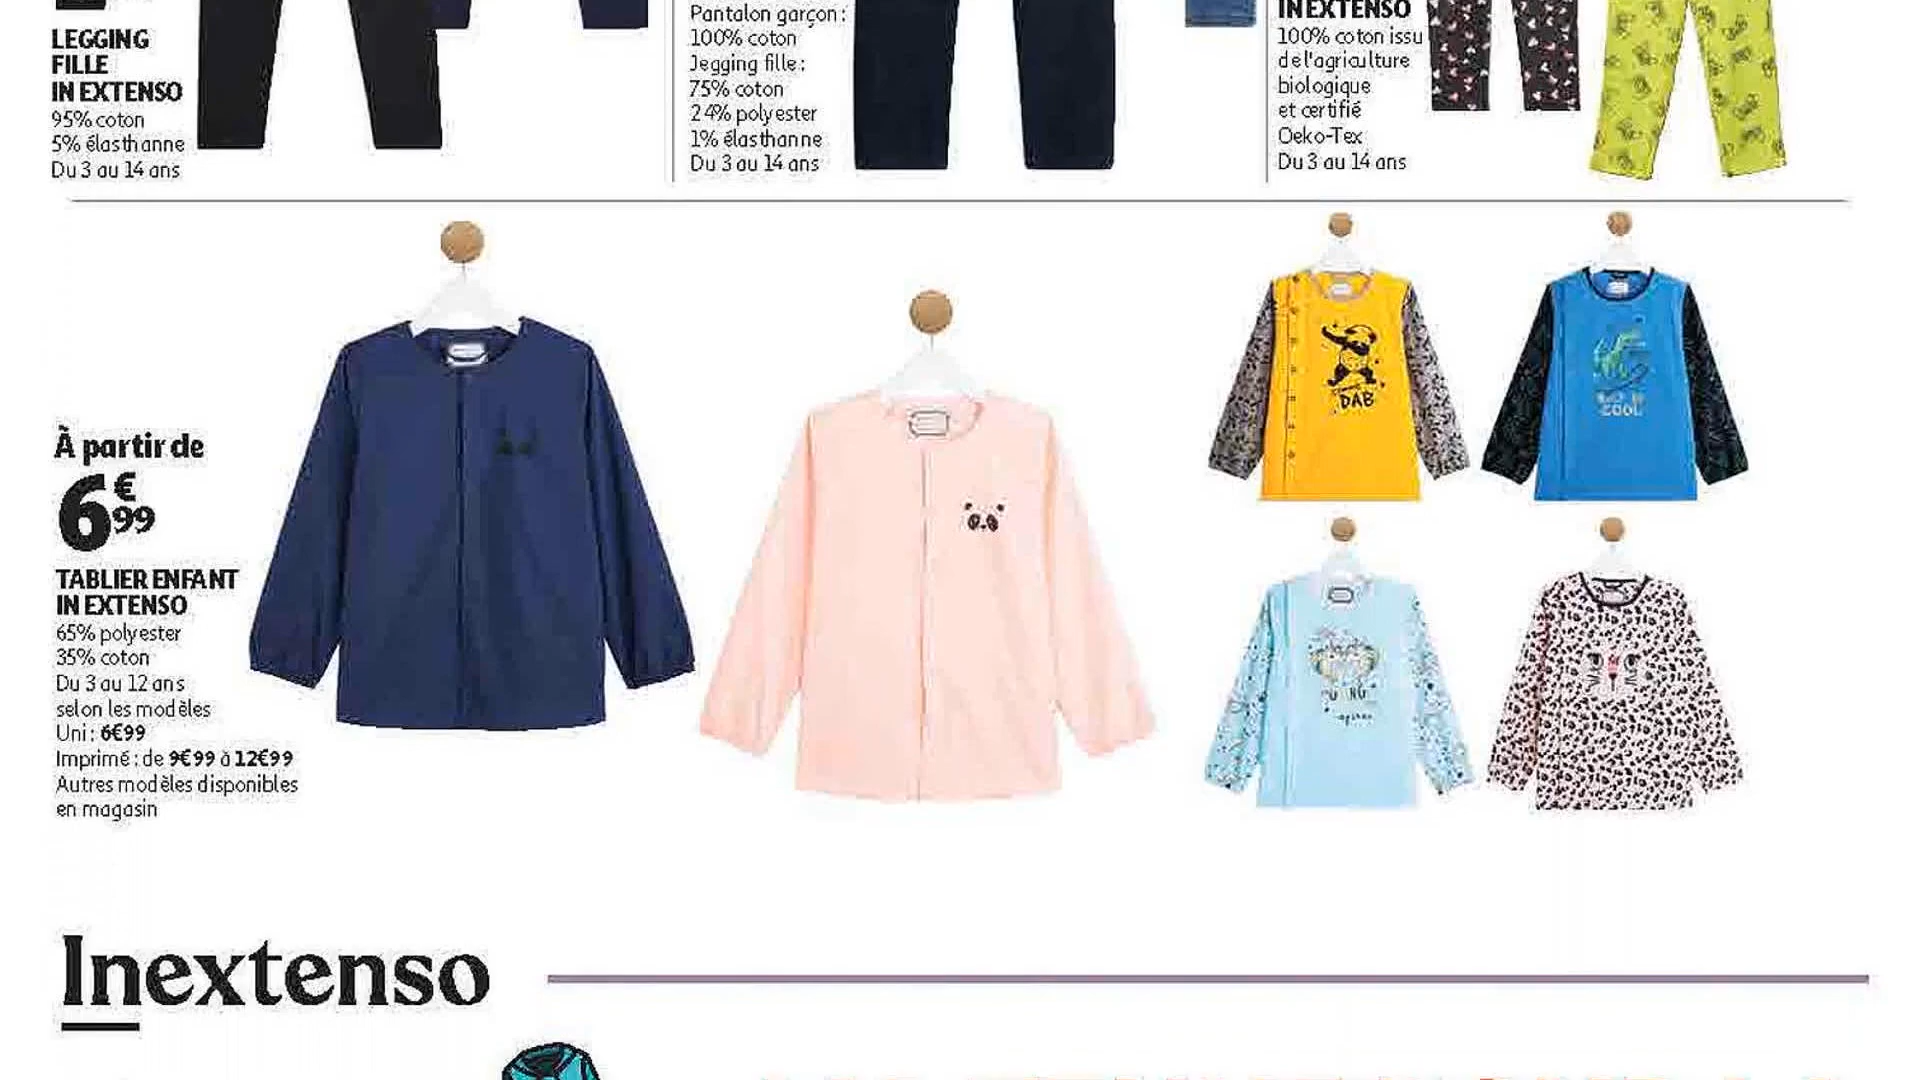 LEGGING
FILLE
IN EXTENSO
95% coton
5% élasthanne
Du 3 au 14 ans
Pantalon garçon :
100% coton
Jegging fille :
75% coton
24% polyester
1% élasthanne
Du 3 au 14 ans
IN EXTENSO
100% coton issu
de l'agriculture
biologique
et certifié
Oeko-Tex
Du 3 au 14 ans
À partir de
6€99
TABLIER ENFANT
IN EXTENSO
65% polyester
35% coton
Du 3 au 12 ans
selon les modèles
Uni : 6€99
Imprimé : de 9€99 à 12€99
Autres modèles disponibles
en magasin
DAB
COOL
Inextenso